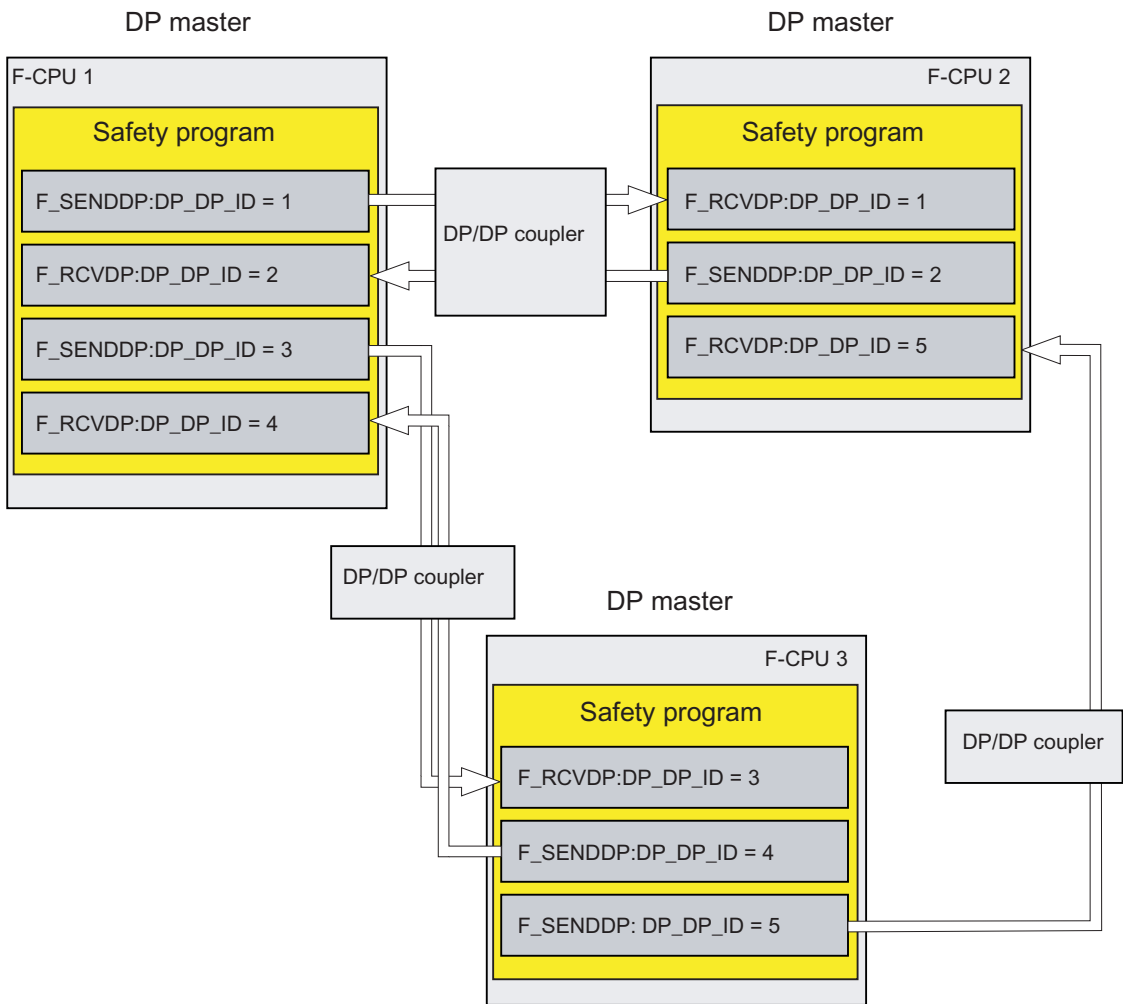 DP master
F-CPU 1
Safety program
F_SENDDP:DP_DP_ID = 1
F_RCVDP:DP_DP_ID = 2
F_SENDDP:DP_DP_ID = 3
F_RCVDP:DP_DP_ID = 4
DP/DP coupler
DP master
F-CPU 2
Safety program
F_RCVDP:DP_DP_ID = 1
F_SENDDP:DP_DP_ID = 2
F_RCVDP:DP_DP_ID = 5
DP/DP coupler
DP master
F-CPU 3
Safety program
F_RCVDP:DP_DP_ID = 3
F_SENDDP:DP_DP_ID = 4
F_SENDDP: DP_DP_ID = 5
DP/DP coupler